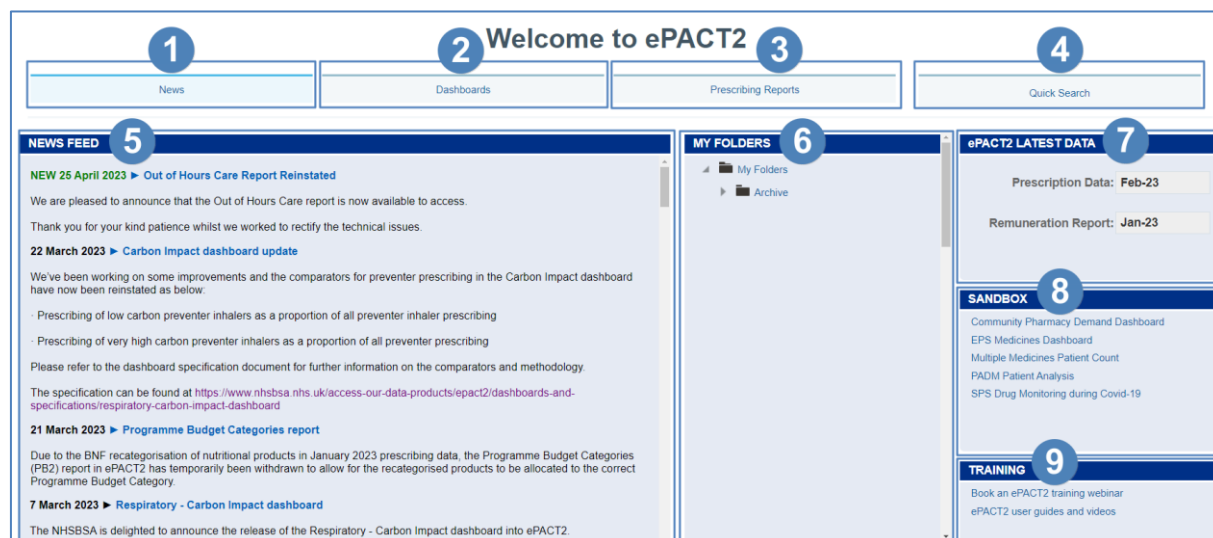 Welcome to ePACT2
1
2
3
4
News
Dashboards
Prescribing Reports
Quick Search
NEWS FEED
5
NEW 25 April 2023 ► Out of Hours Care Report Reinstated
We are pleased to announce that the Out of Hours Care report is now available to access.
Thank you for your kind patience whilst we worked to rectify the technical issues.
22 March 2023 ► Carbon Impact dashboard update
We've been working on some improvements and the comparators for preventer prescribing in the Carbon Impact dashboard
have now been reinstated as below:
· Prescribing of low carbon preventer inhalers as a proportion of all preventer inhaler prescribing
· Prescribing of very high carbon preventer inhalers as a proportion of all preventer prescribing
Please refer to the dashboard specification document for further information on the comparators and methodology.
The specification can be found at https://www.nhsbsa.nhs.uk/access-our-data-products/epact2/dashboards-and-
specifications/respiratory-carbon-impact-dashboard
21 March 2023 ► Programme Budget Categories report
Due to the BNF recategorisation of nutritional products in January 2023 prescribing data, the Programme Budget Categories
(PB2) report in ePACT2 has temporarily been withdrawn to allow for the recategorised products to be allocated to the correct
Programme Budget Category.
7 March 2023 ► Respiratory - Carbon Impact dashboard
The NHSBSA is delighted to announce the release of the Respiratory - Carbon Impact dashboard into ePACT2.
MY FOLDERS
6
My Folders
Archive
ePACT2 LATEST DATA
7
Prescription Data: Feb-23
Remuneration Report: Jan-23
SANDBOX
8
Community Pharmacy Demand Dashboard
EPS Medicines Dashboard
Multiple Medicines Patient Count
PADM Patient Analysis
SPS Drug Monitoring during Covid-19
TRAINING
9
Book an ePACT2 training webinar
ePACT2 user guides and videos